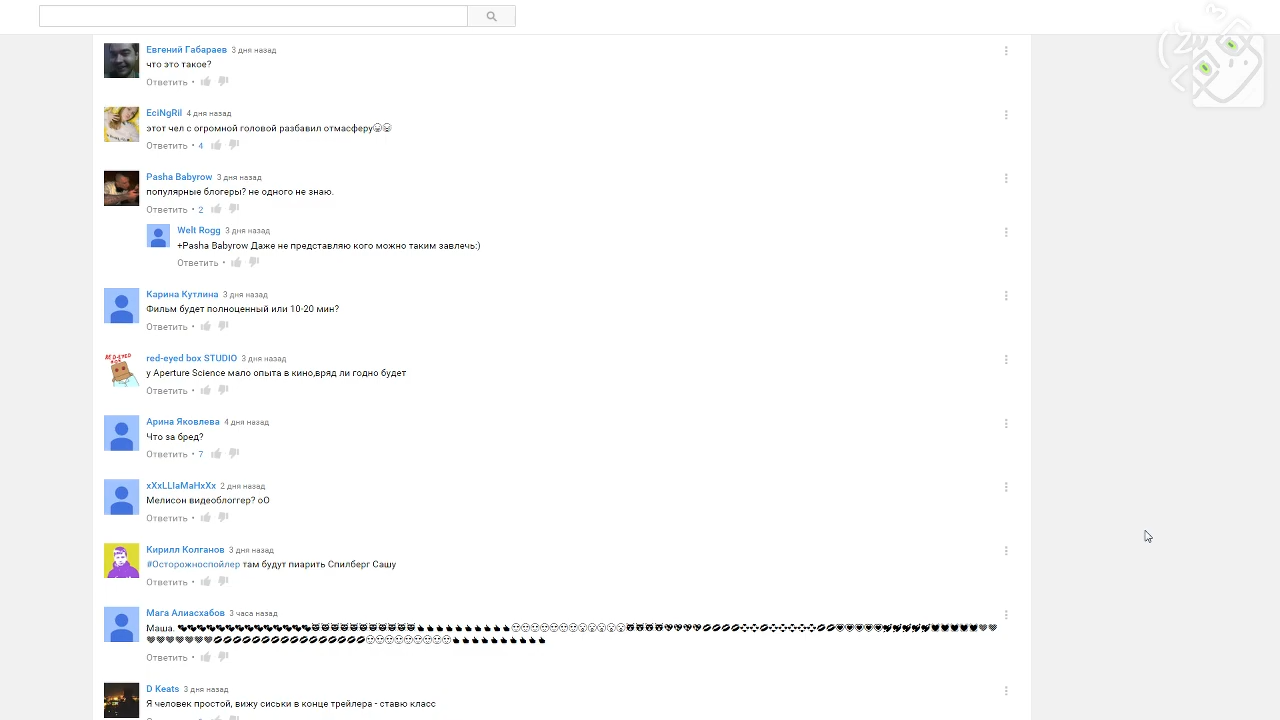 Евгений Габараев 3 дня назад
что это такое?
Ответить •
EciNgRil 4 дня назад
этот чел с огромной головой разбавил отмасферу
Ответить • 4
Pasha Babyrow 3 дня назад
популярные блогеры? не одного не знаю.
Ответить • 2
Welt Rogg 3 дня назад
+Pasha Babyrow Даже не представляю кого можно таким завлечь:)
Ответить •
Карина Кутлина 3 дня назад
Фильм будет полноценный или 10-20 мин?
Ответить •
red-eyed box STUDIO 3 дня назад
у Aperture Science мало опыта в кино,вряд ли годно будет
Ответить •
Арина Яковлева 4 дня назад
Что за бред?
Ответить • 7
xXxLLIaMaHxXx 2 дня назад
Мелисон видеоблоггер? оО
Ответить •
Кирилл Колганов 3 дня назад
#Осторожноспойлер там будут пиарить Спилберг Сашу
Ответить •
Мага Алиасхабов 3 часа назад
Маша.
Ответить •
D Keats 3 дня назад
Я человек простой, вижу сиськи в конце трейлера - ставю класс